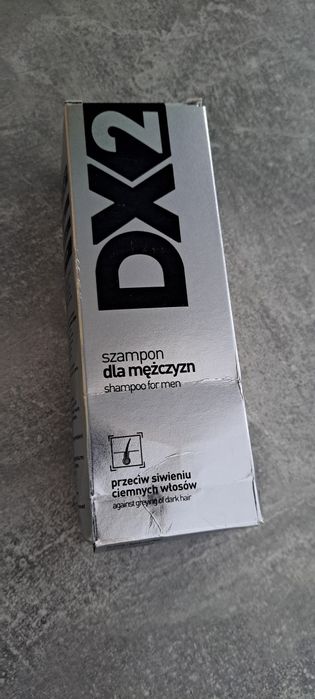 DX2
szampon
dla mężczyzn
shampoo for men
przeciw siwieniu
ciemnych włosów
against greying of dark hair